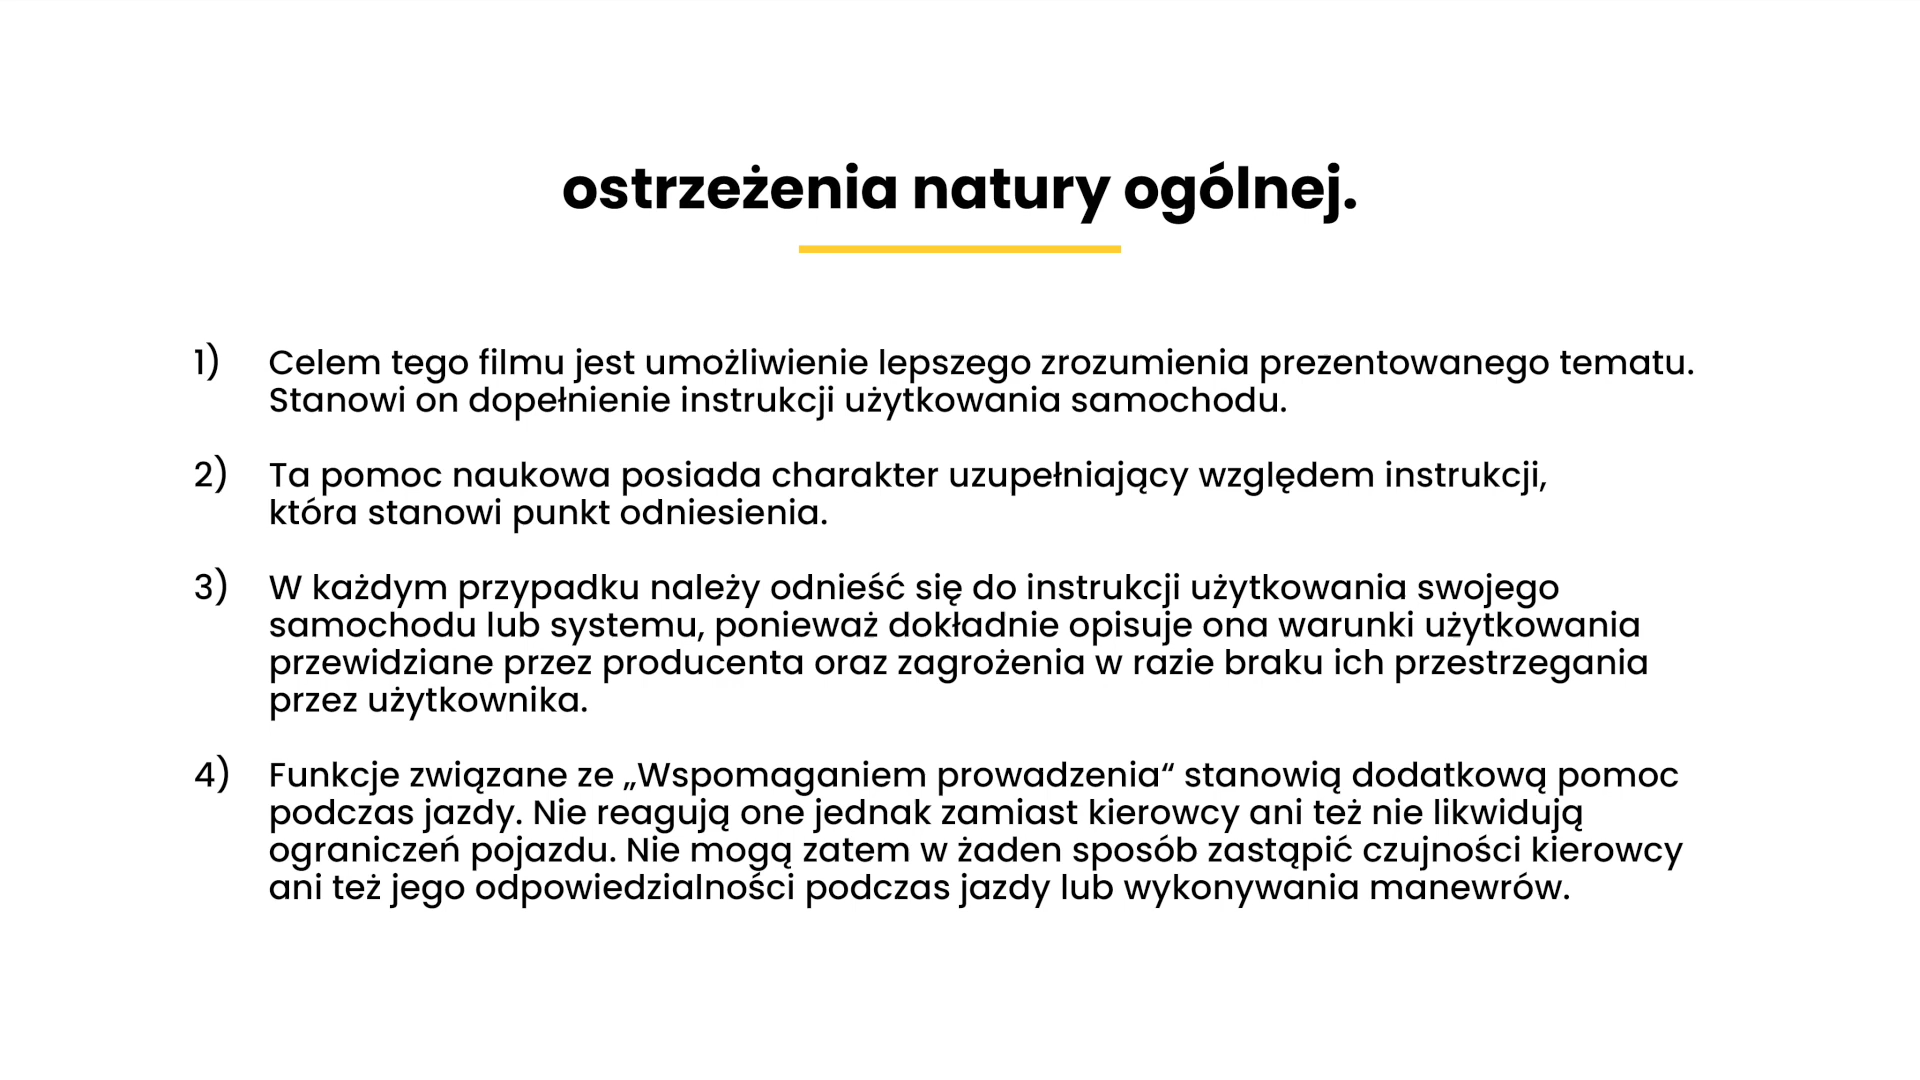 ostrzeżenia natury ogólnej.
1) Celem tego filmu jest umożliwienie lepszego zrozumienia prezentowanego tematu.
Stanowi on dopełnienie instrukcji użytkowania samochodu.
2) Ta pomoc naukowa posiada charakter uzupełniający względem instrukcji,
która stanowi punkt odniesienia.
3) W każdym przypadku należy odnieść się do instrukcji użytkowania swojego
samochodu lub systemu, ponieważ dokładnie opisuje ona warunki użytkowania
przewidziane przez producenta oraz zagrożenia w razie braku ich przestrzegania
przez użytkownika.
4) Funkcje związane ze „Wspomaganiem prowadzenia“ stanowią dodatkową pomoc
podczas jazdy. Nie reagują one jednak zamiast kierowcy ani też nie likwidują
ograniczeń pojazdu. Nie mogą zatem w żaden sposób zastąpić czujności kierowcy
ani też jego odpowiedzialności podczas jazdy lub wykonywania manewrów.